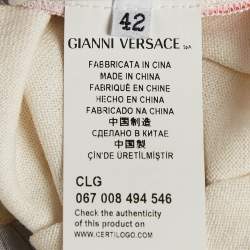 42
GIANNI VERSACE SpA
FABBRICATA IN CINA
MADE IN CHINA
FABRIQUÉ EN CHINE
HECHO EN CHINA
FABRICADO NA CHINA
中国制造
СДЕЛАНО В КИТАЕ
中国製
ÇİN'DE ÜRETİLMİŞTİR
CLG
067 008 494 546
Check the authenticity
of this product on
WWW.CERTILOGO.COM